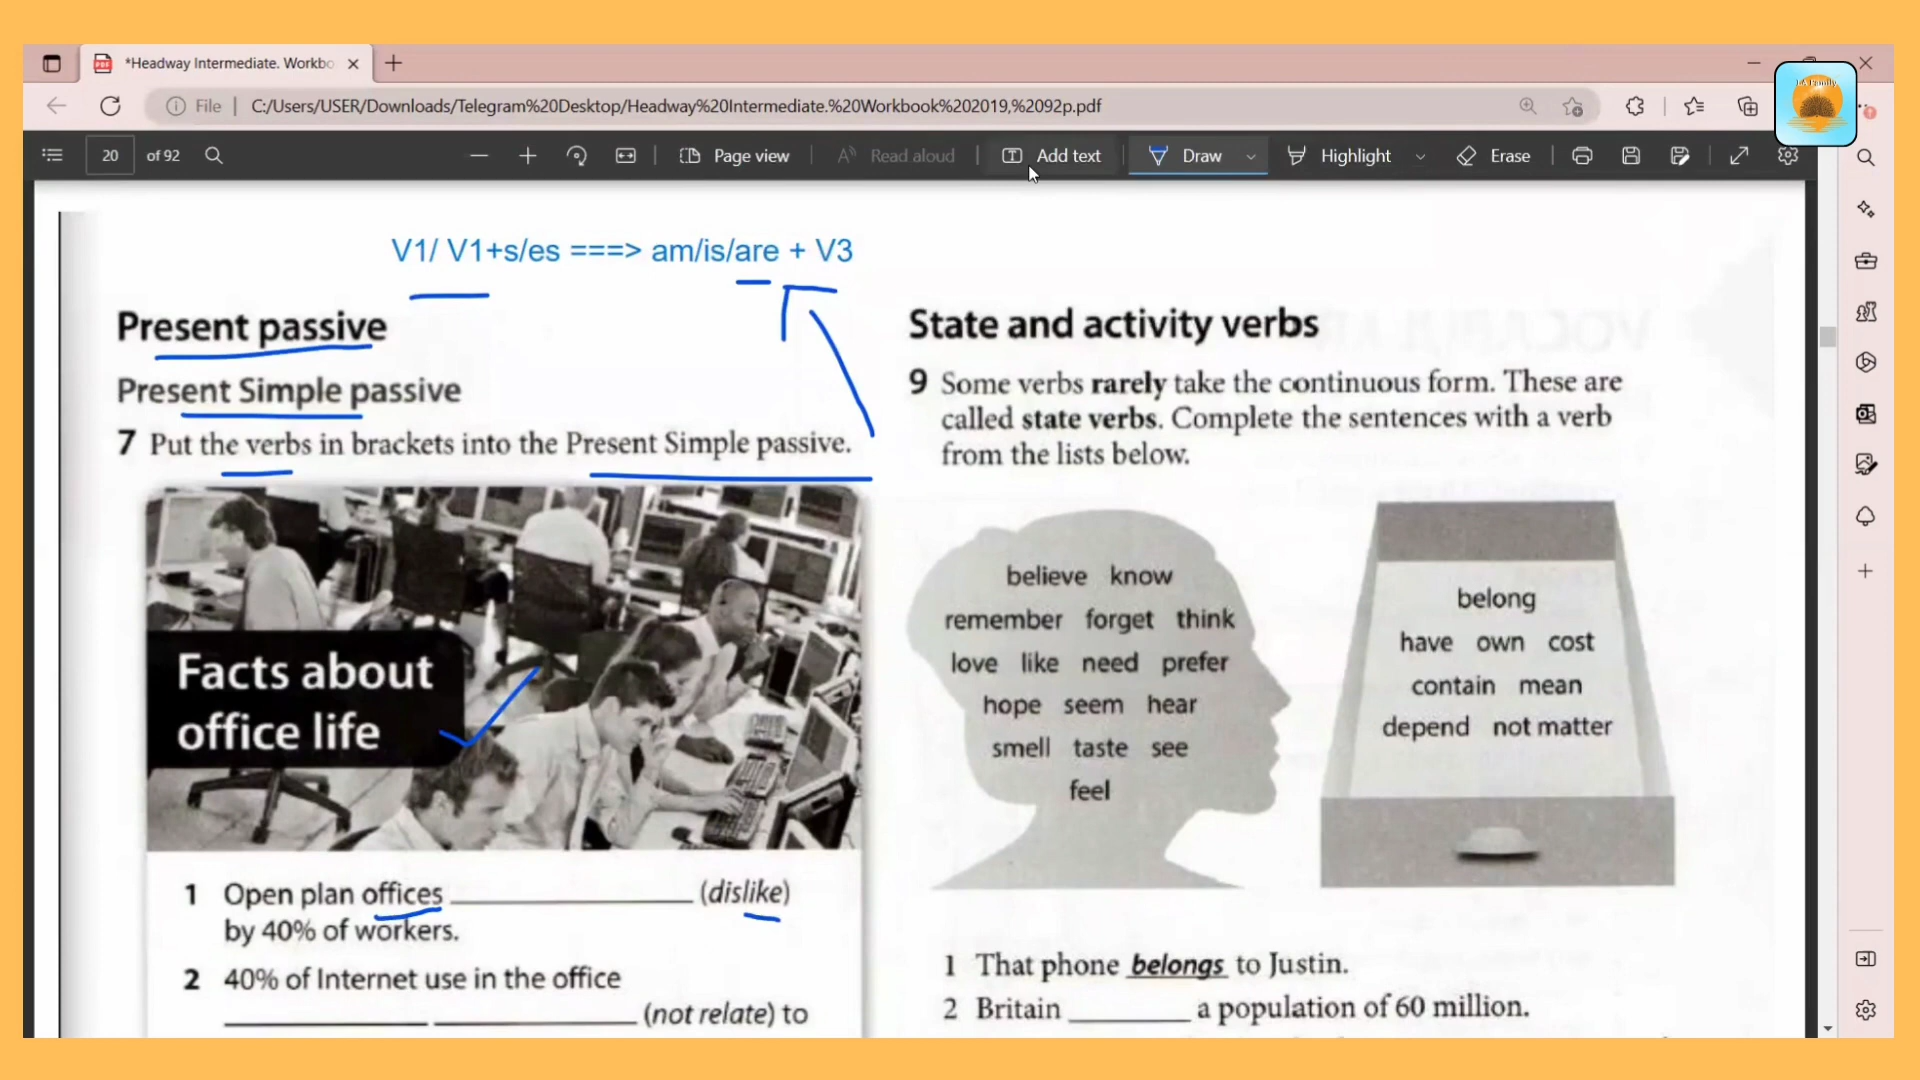 *Headway Intermediate. Workbo
File
C:/Users/USER/Downloads/Telegram%20Desktop/Headway%20Intermediate.%20Workbook%202019,%2092p.pdf
20 of 92
Page view
Read aloud
Add text
Draw
Highlight
Erase
V1/ V1+s/es ===> am/is/are + V3
Present passive
Present Simple passive
7 Put the verbs in brackets into the Present Simple passive.
Facts about
office life
1 Open plan offices ____________ (dislike)
by 40% of workers.
2 40% of Internet use in the office
____________ ____________ (not relate) to
State and activity verbs
9 Some verbs rarely take the continuous form. These are
called state verbs. Complete the sentences with a verb
from the lists below.
believe know
remember forget think
love like need prefer
hope seem hear
smell taste see
feel
belong
have own cost
contain mean
depend not matter
1 That phone belongs to Justin.
2 Britain ________ a population of 60 million.